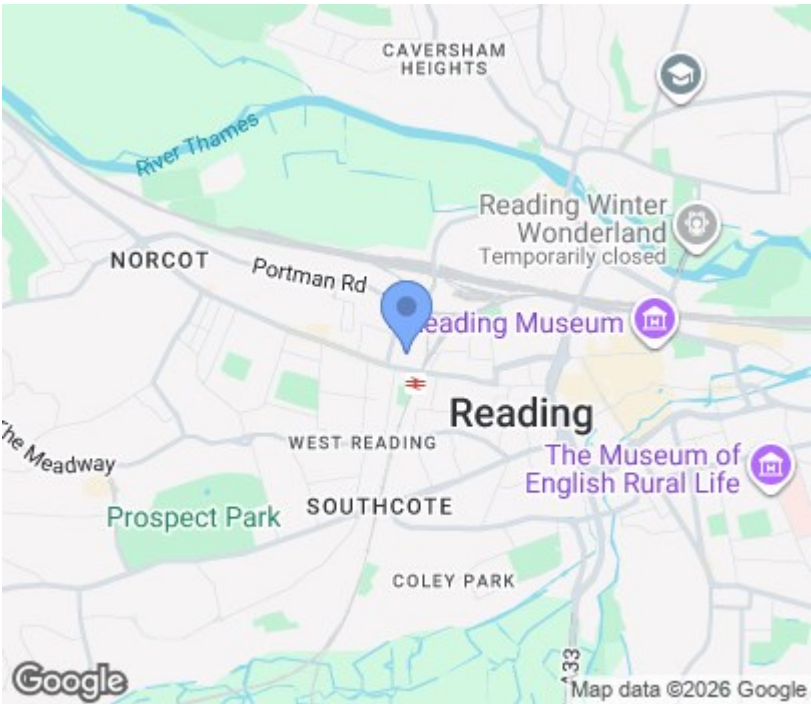 CAVERSHAM
HEIGHTS
River Thames
Reading Winter
Wonderland
Temporarily closed
NORCOT
Portman Rd
eading Museum
Reading
WEST READING
The Meadway
The Museum of
English Rural Life
SOUTHCOTE
Prospect Park
COLEY PARK
A33
Google
Map data ©2026 Google